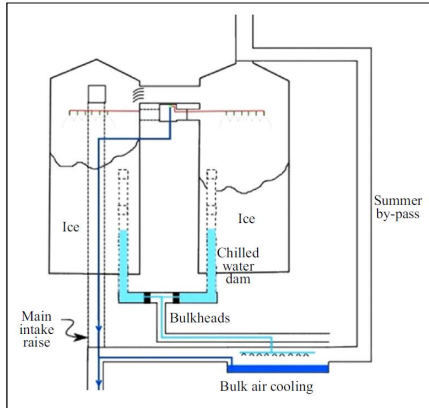 Ice
Ice
Summer
by-pass
Chilled
water
dam
Main
intake
raise
Bulkheads
Bulk air cooling